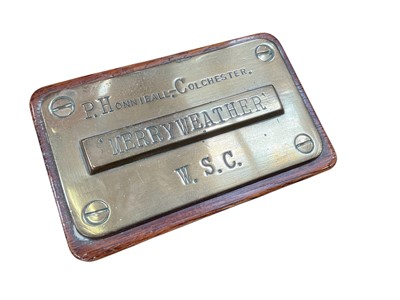 P. HONNIBALL, COLCHESTER.
'MERRYWEATHER'
W. S. C.